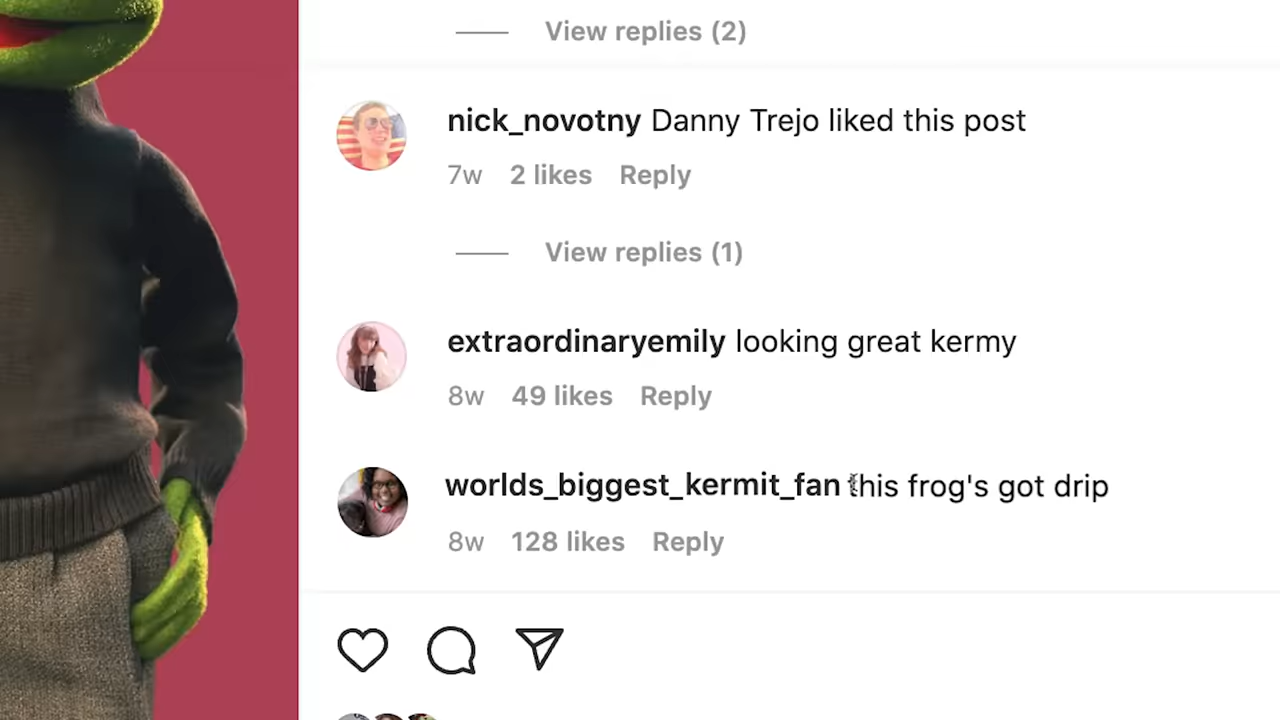 View replies (2)
nick_novotny Danny Trejo liked this post
7w 2 likes Reply
View replies (1)
extraordinaryemily looking great kermy
8w 49 likes Reply
worlds_biggest_kermit_fan this frog's got drip
8w 128 likes Reply